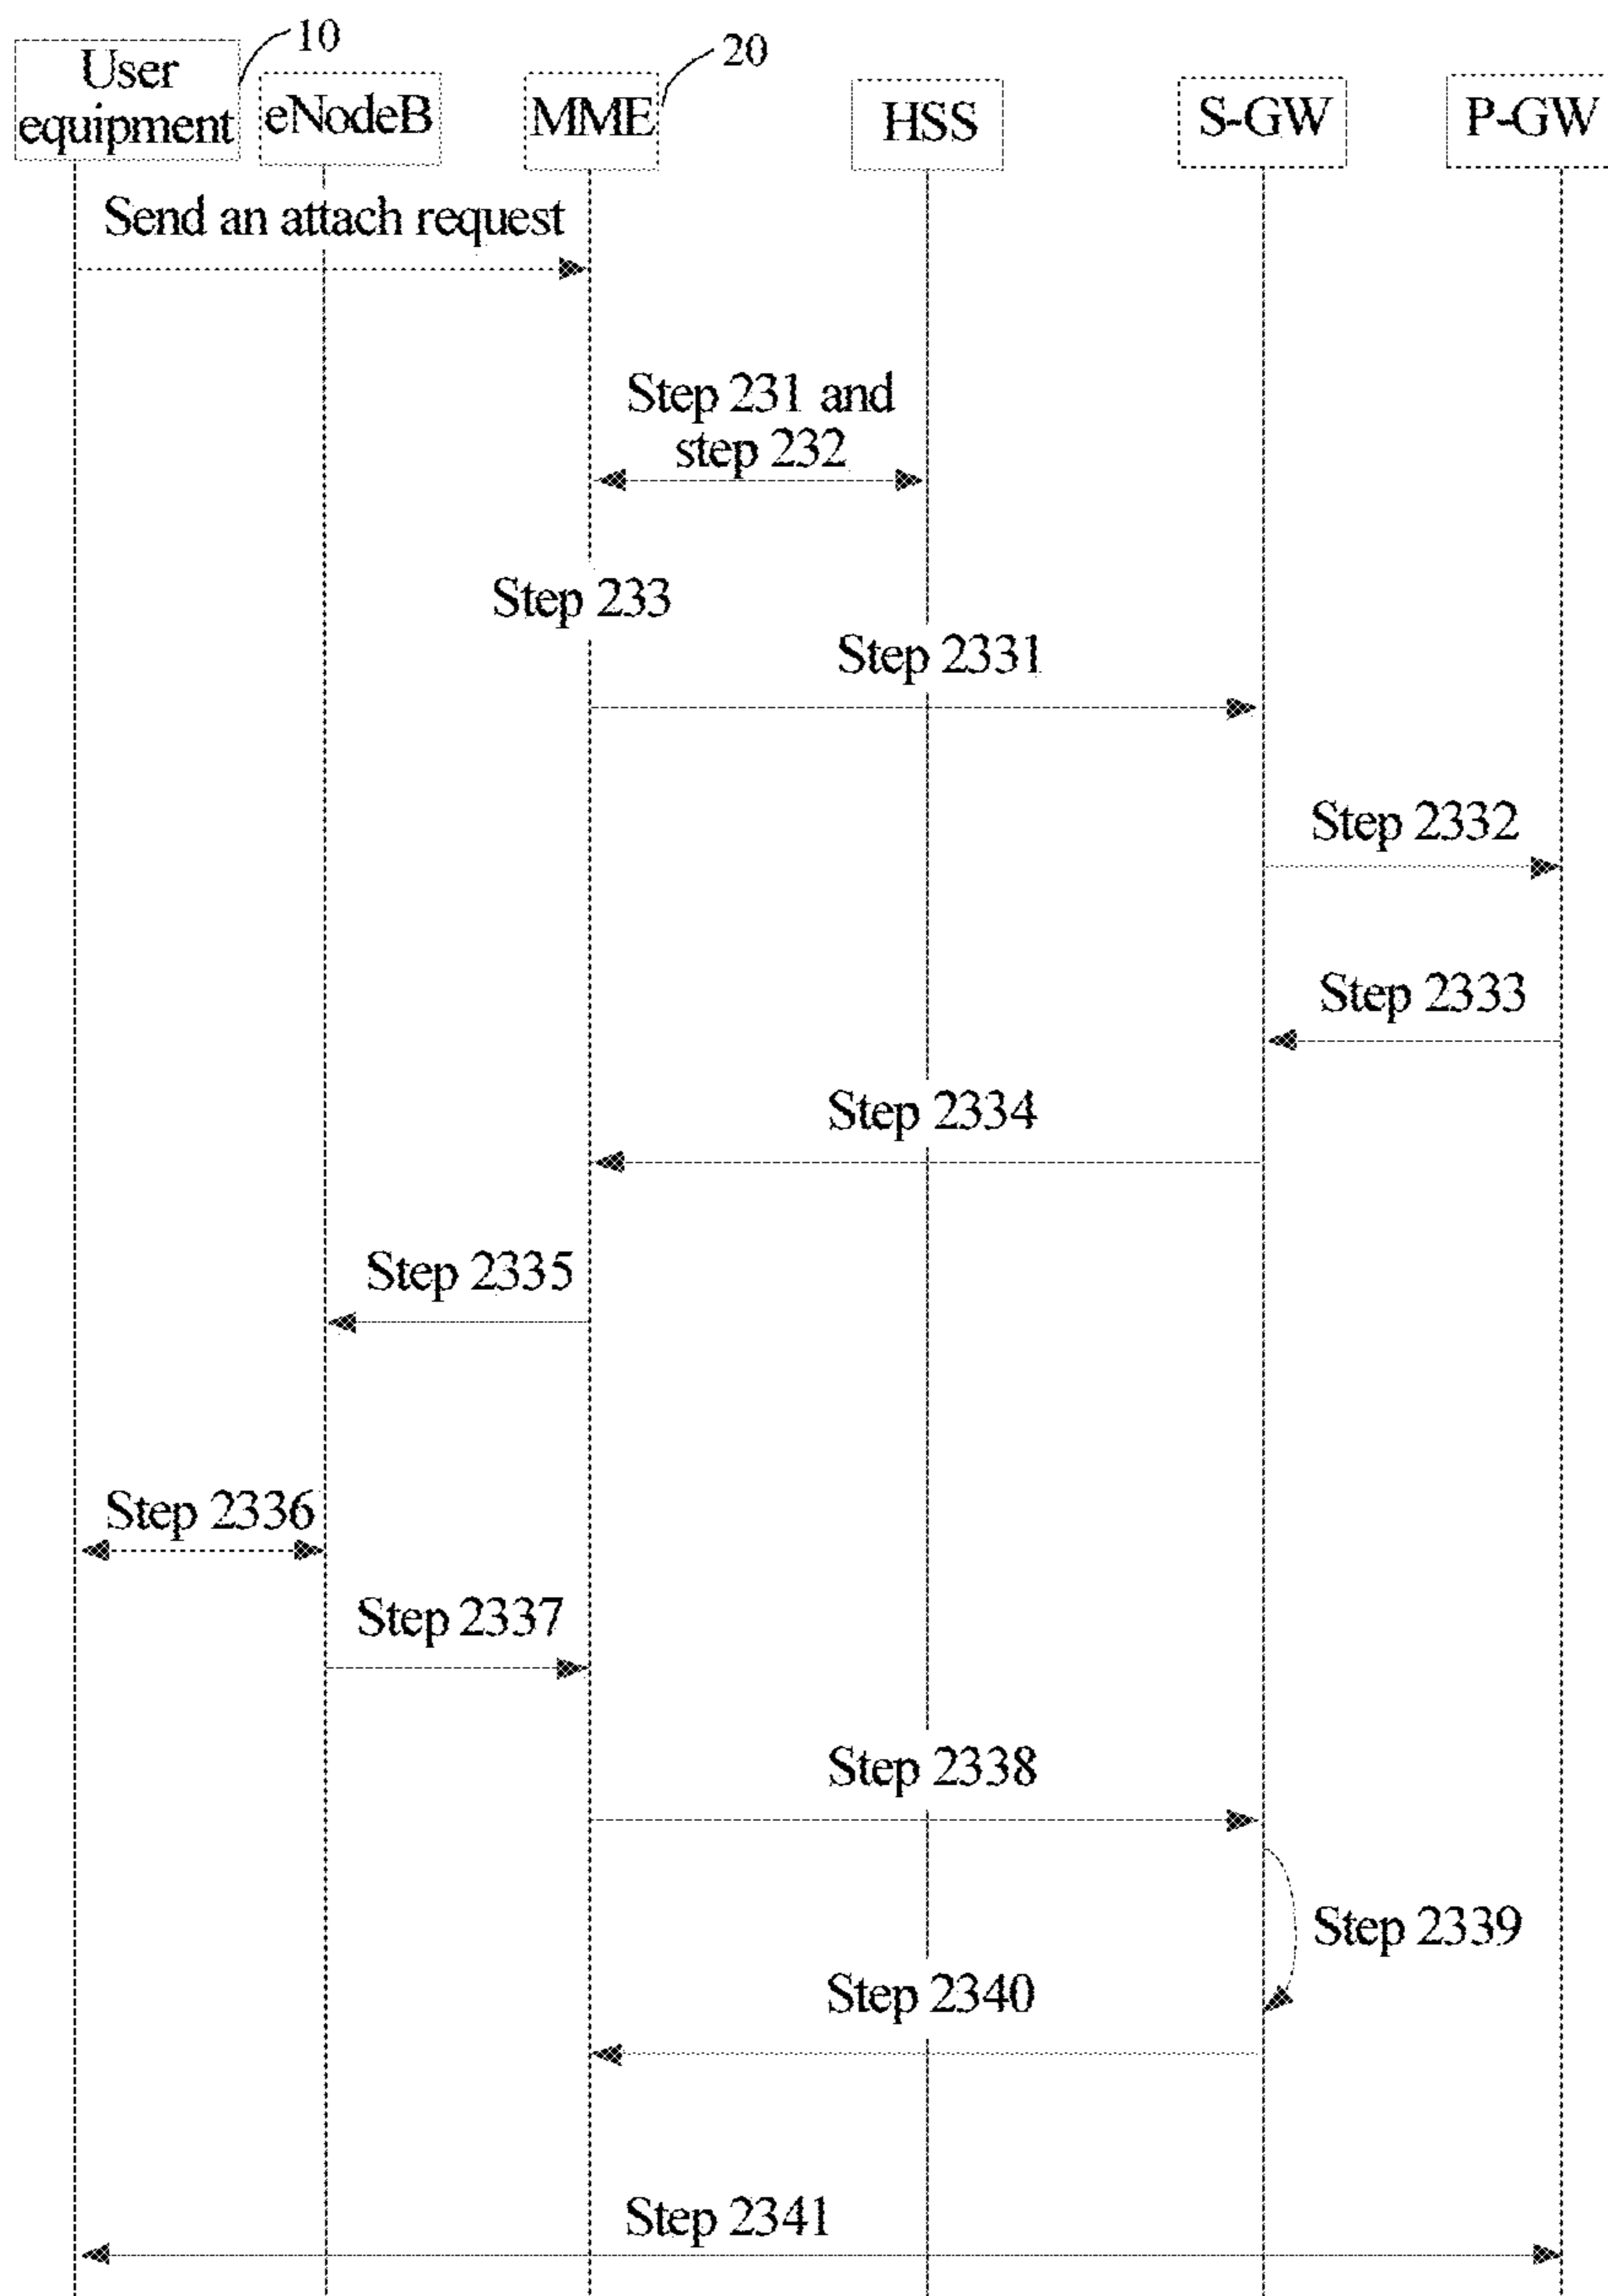 10
20
User
equipment
eNodeB
MME
HSS
S-GW
P-GW
Send an attach request
Step 231 and
step 232
Step 233
Step 2331
Step 2332
Step 2333
Step 2334
Step 2335
Step 2336
Step 2337
Step 2338
Step 2339
Step 2340
Step 2341